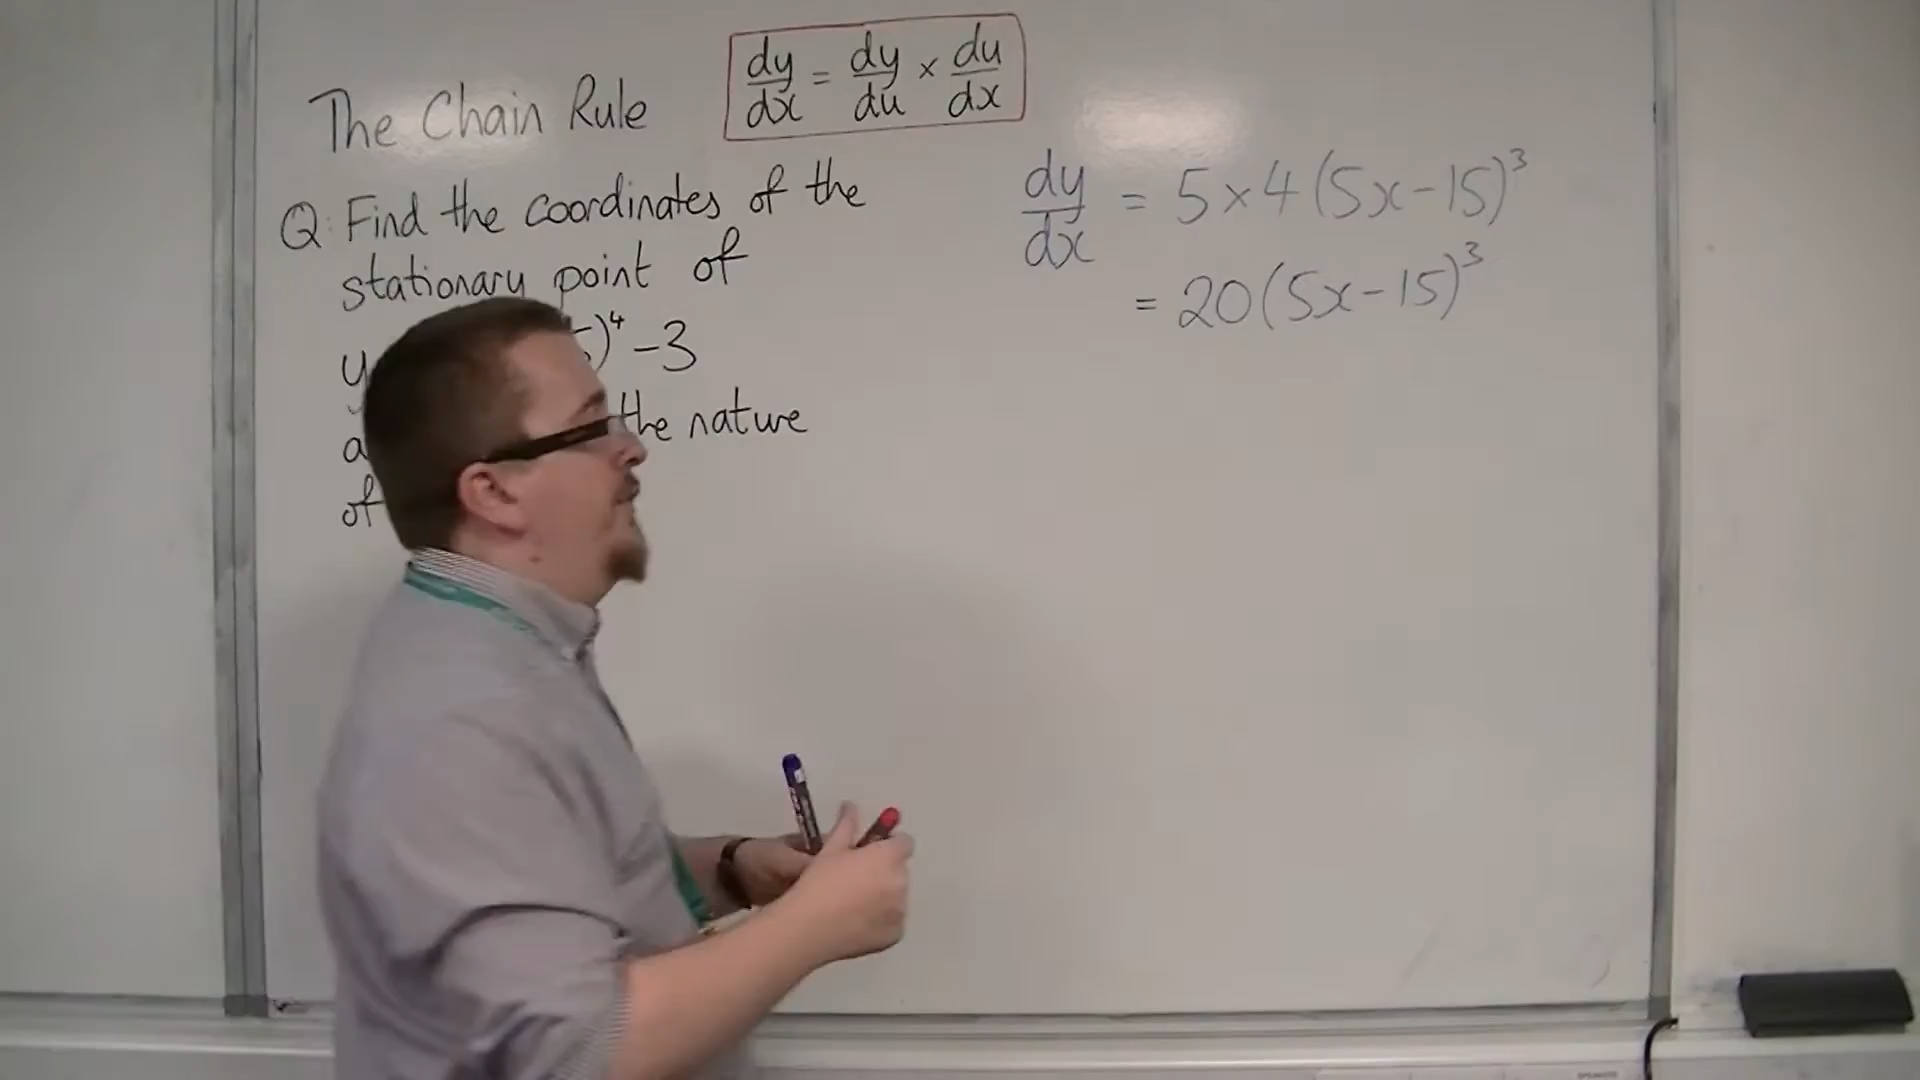 The Chain Rule
dy/dx = dy/du × du/dx
Q: Find the coordinates of the
stationary point of
y )⁴ -3
the nature
of
dy/dx = 5×4(5x-15)³
= 20(5x-15)³